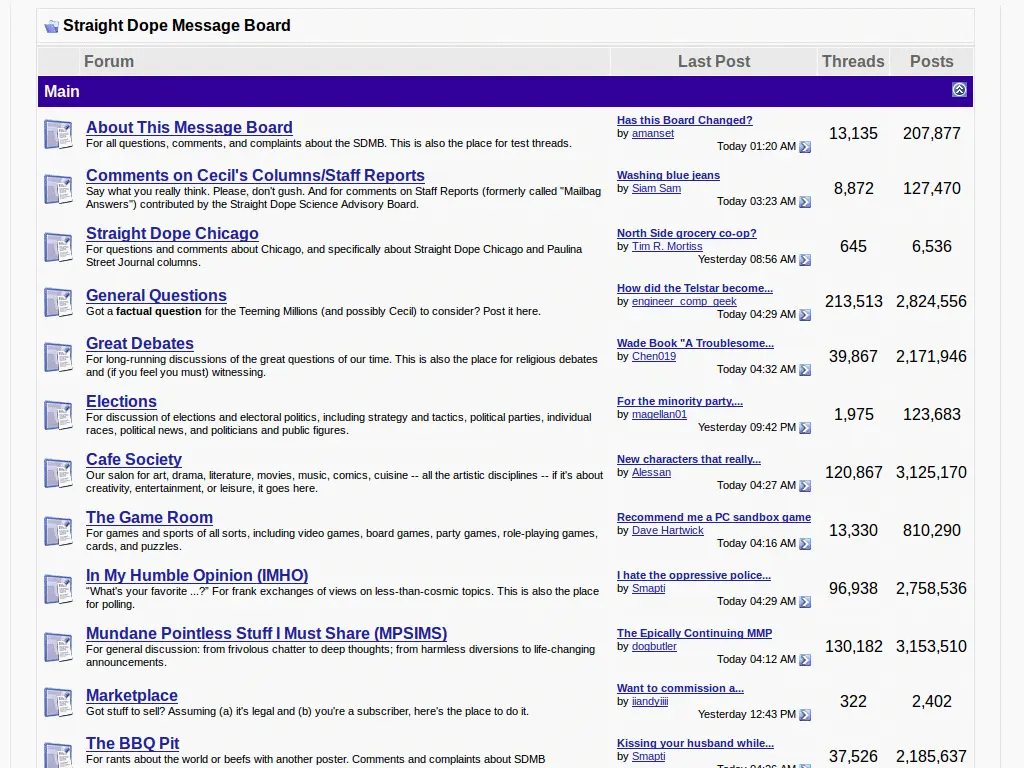 Straight Dope Message Board
Forum Last Post Threads Posts
Main
About This Message Board
For all questions, comments, and complaints about the SDMB. This is also the place for test threads.
Has this Board Changed?
by amanset
Today 01:20 AM
13,135 207,877
Comments on Cecil's Columns/Staff Reports
Say what you really think. Please, don't gush. And for comments on Staff Reports (formerly called "Mailbag
Answers") contributed by the Straight Dope Science Advisory Board.
Washing blue jeans
by Siam Sam
Today 03:23 AM
8,872 127,470
Straight Dope Chicago
For questions and comments about Chicago, and specifically about Straight Dope Chicago and Paulina
Street Journal columns.
North Side grocery co-op?
by Tim R. Mortiss
Yesterday 08:56 AM
645 6,536
General Questions
Got a factual question for the Teeming Millions (and possibly Cecil) to consider? Post it here.
How did the Telstar become...
by engineer_comp_geek
Today 04:29 AM
213,513 2,824,556
Great Debates
For long-running discussions of the great questions of our time. This is also the place for religious debates
and (if you feel you must) witnessing.
Wade Book "A Troublesome...
by Chen019
Today 04:32 AM
39,867 2,171,946
Elections
For discussion of elections and electoral politics, including strategy and tactics, political parties, individual
races, political news, and politicians and public figures.
For the minority party,...
by magellan01
Yesterday 09:42 PM
1,975 123,683
Cafe Society
Our salon for art, drama, literature, movies, music, comics, cuisine -- all the artistic disciplines -- if it's about
creativity, entertainment, or leisure, it goes here.
New characters that really...
by Alessan
Today 04:27 AM
120,867 3,125,170
The Game Room
For games and sports of all sorts, including video games, board games, party games, role-playing games,
cards, and puzzles.
Recommend me a PC sandbox game
by Dave Hartwick
Today 04:16 AM
13,330 810,290
In My Humble Opinion (IMHO)
"What's your favorite ...?" For frank exchanges of views on less-than-cosmic topics. This is also the place
for polling.
I hate the oppressive police...
by Smapti
Today 04:29 AM
96,938 2,758,536
Mundane Pointless Stuff I Must Share (MPSIMS)
For general discussion: from frivolous chatter to deep thoughts; from harmless diversions to life-changing
announcements.
The Epically Continuing MMP
by dogbutler
Today 04:12 AM
130,182 3,153,510
Marketplace
Got stuff to sell? Assuming (a) it's legal and (b) you're a subscriber, here's the place to do it.
Want to commission a...
by iiandyiiii
Yesterday 12:43 PM
322 2,402
The BBQ Pit
For rants about the world or beefs with another poster. Comments and complaints about SDMB
Kissing your husband while...
by Smapti
37,526 2,185,637